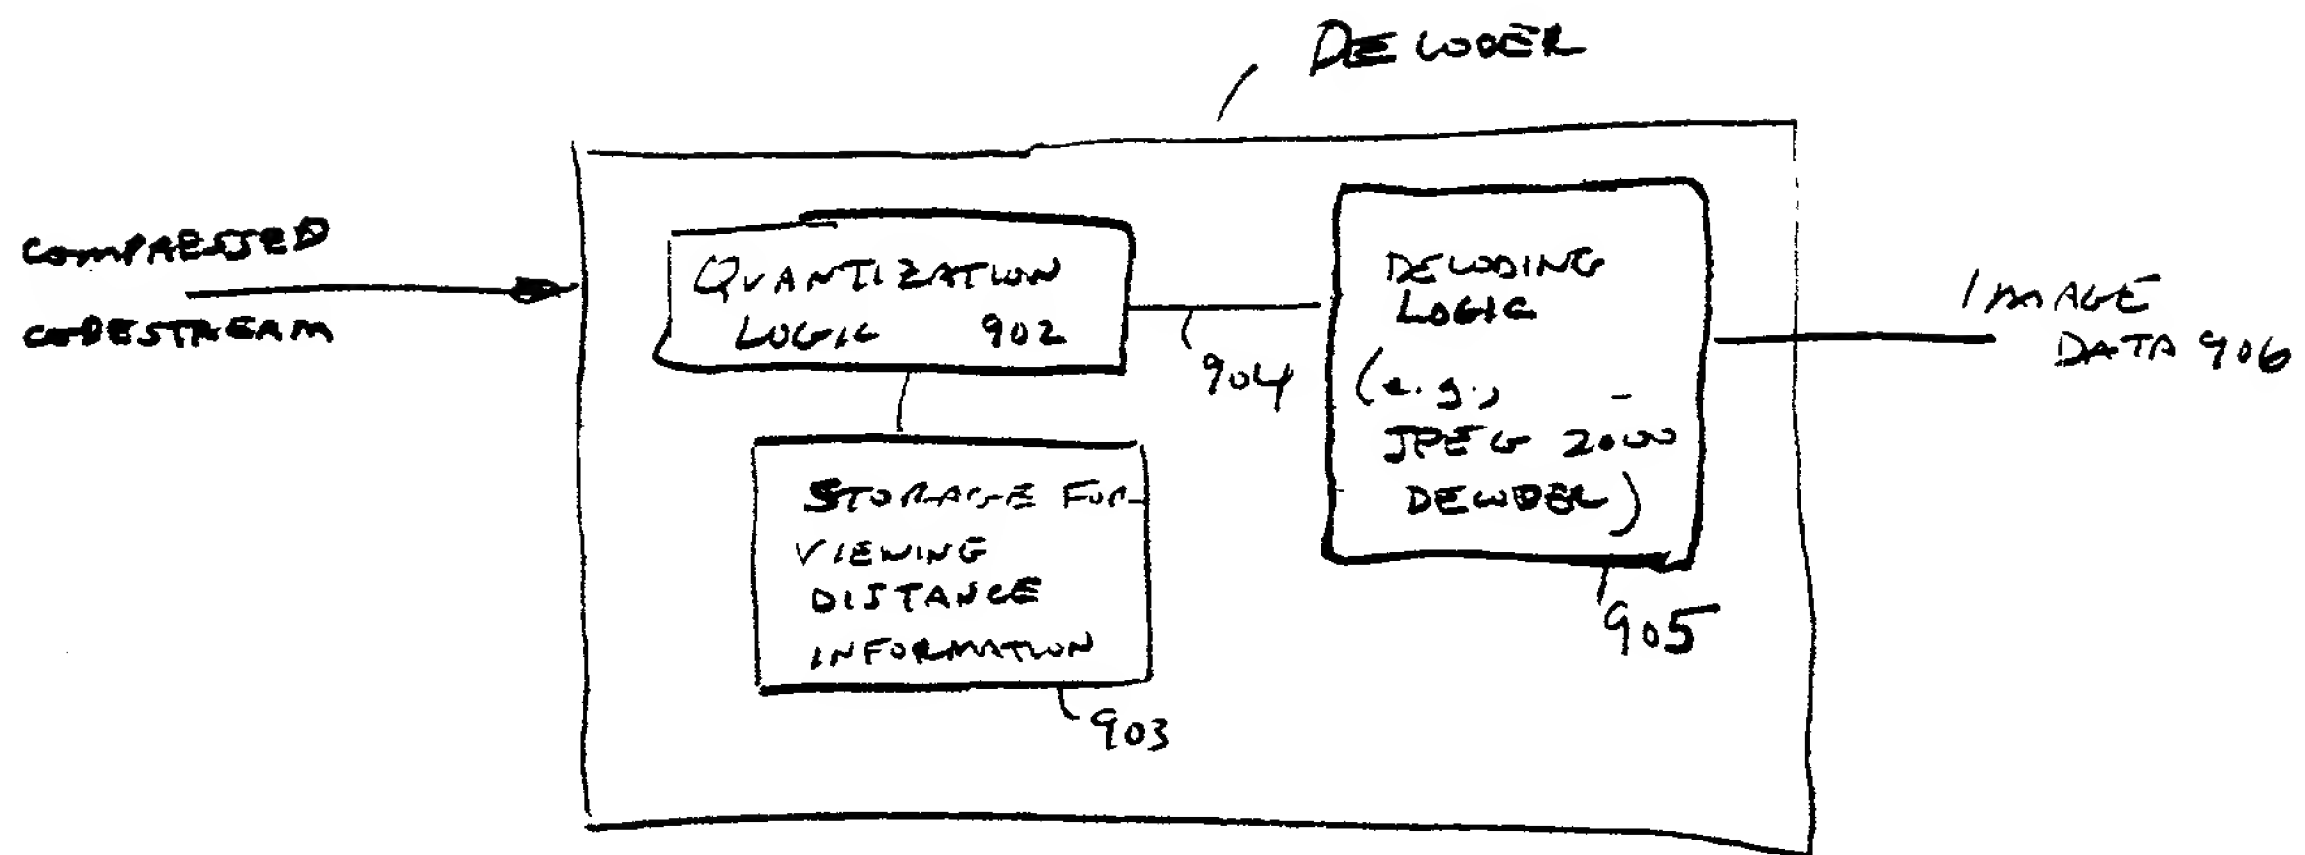 DECODER
COMPRESSED
CODESTREAM
QUANTIZATION
LOGIC 902
904
STORAGE FOR
VIEWING
DISTANCE
INFORMATION
903
DECODING
LOGIC
(e.g.,
JPEG 2000
DECODER)
905
IMAGE
DATA 906